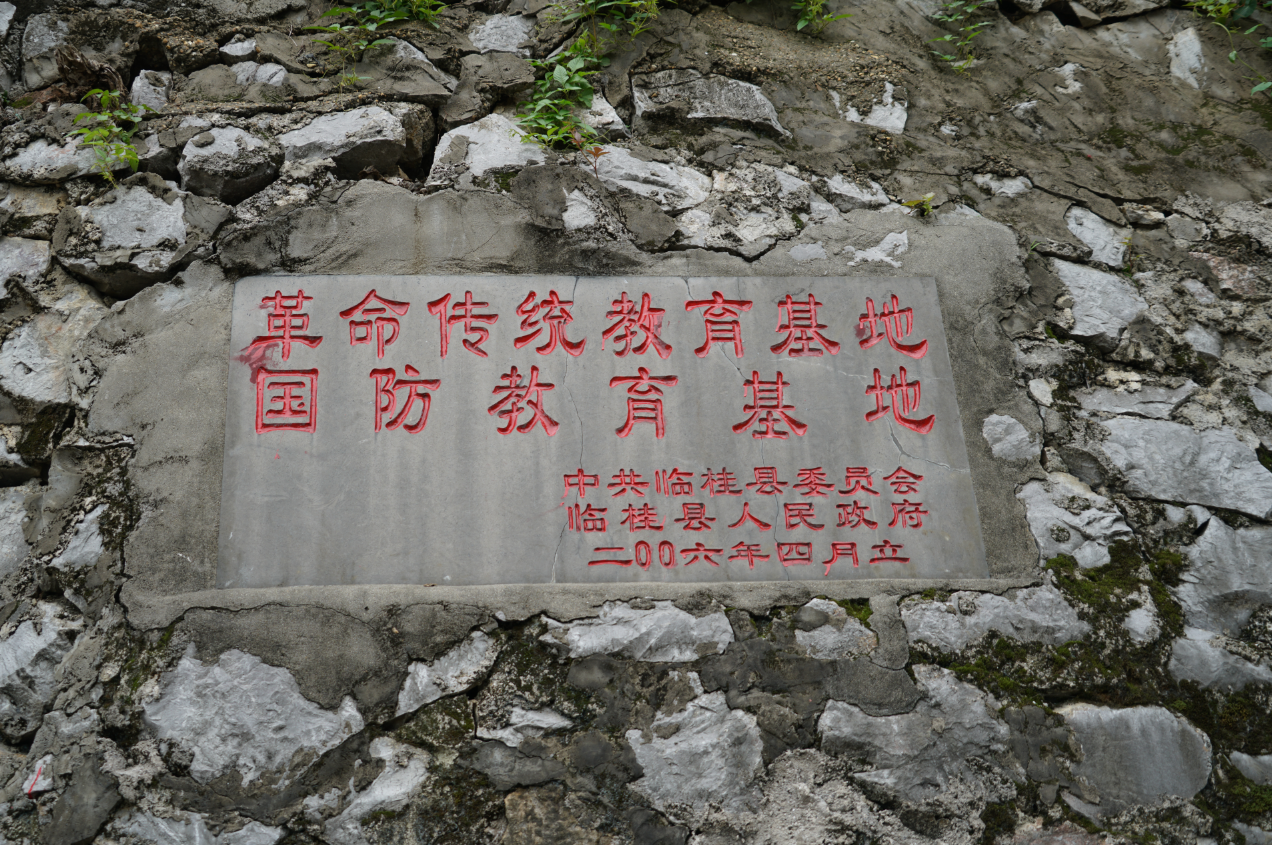 革命传统教育基地
国防教育基地
中共临桂县委员会
临桂县人民政府
二00六年四月立